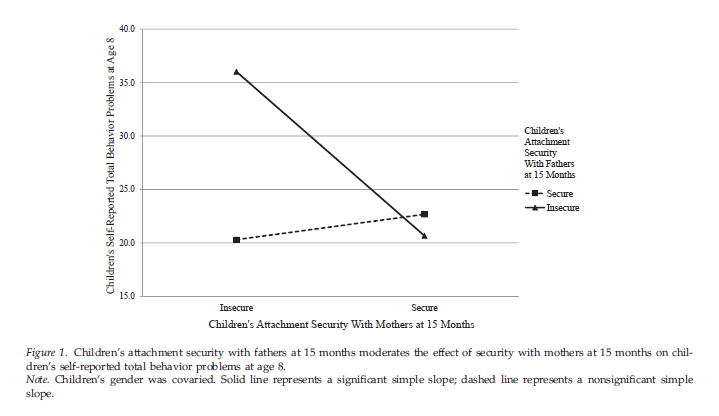 40.0
35.0
30.0
25.0
20.0
15.0
Children's Self-Reported Total Behavior Problems at Age 8
Insecure Secure
Children's Attachment Security With Mothers at 15 Months
Children's
Attachment
Security
With Fathers
at 15 Months
Secure
Insecure
Figure 1. Children's attachment security with fathers at 15 months moderates the effect of security with mothers at 15 months on chil-
dren's self-reported total behavior problems at age 8.
Note. Children's gender was covaried. Solid line represents a significant simple slope; dashed line represents a nonsignificant simple
slope.